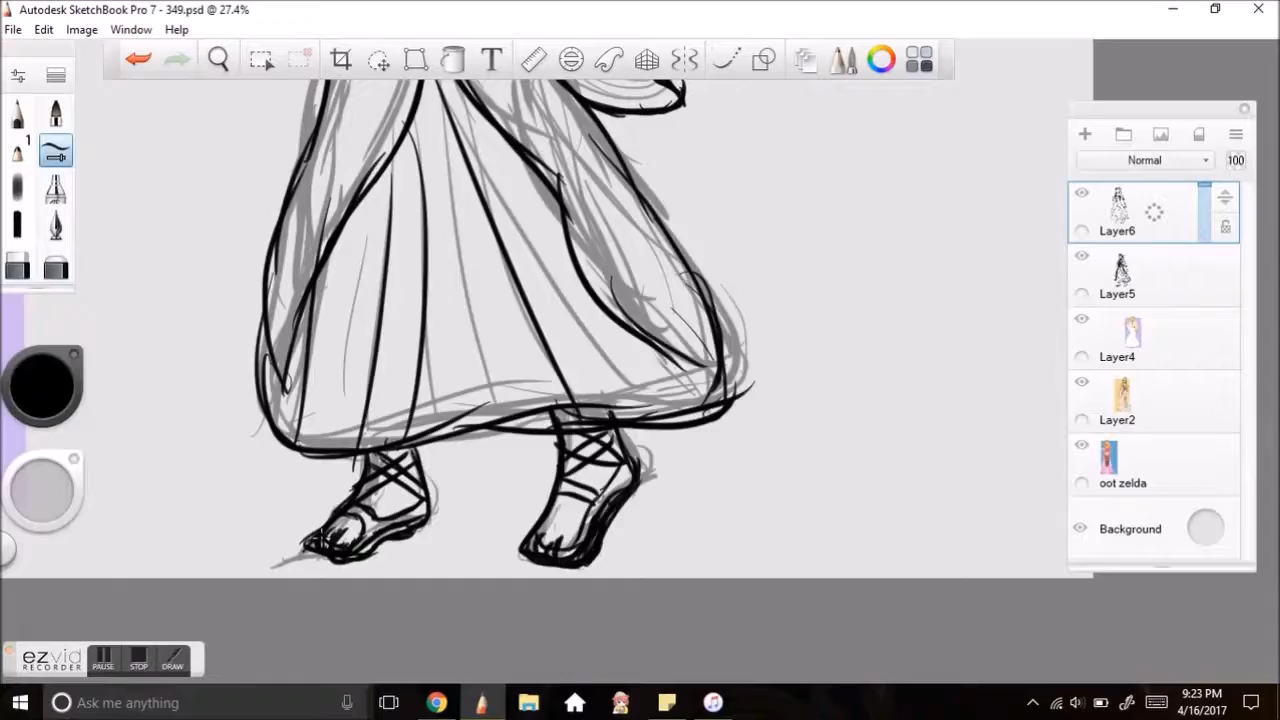 Autodesk SketchBook Pro 7 - 349.psd @ 27.4%
File Edit Image Window Help
T
1
Normal 100
Layer6
Layer5
Layer4
Layer2
oot zelda
Background
ezvid
RECORDER
PAUSE STOP DRAW
Ask me anything
9:23 PM
4/16/2017